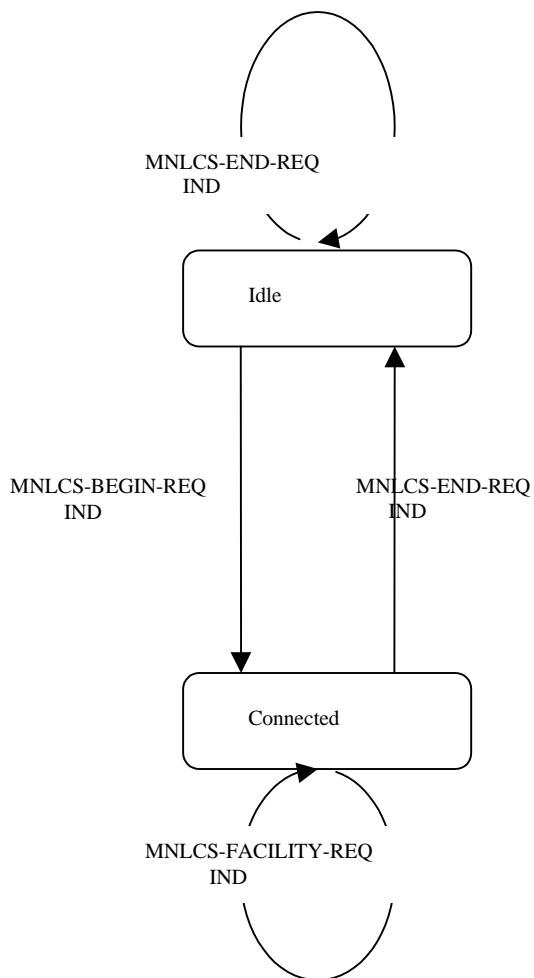 MNLCS-END-REQ
IND
Idle
MNLCS-BEGIN-REQ
IND
MNLCS-END-REQ
IND
Connected
MNLCS-FACILITY-REQ
IND